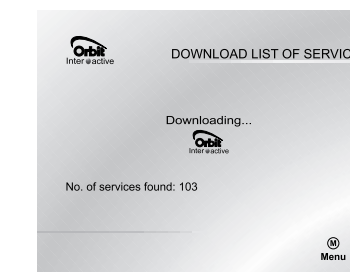 Orbit
Inter active
DOWNLOAD LIST OF SERVIC
Downloading...
Orbit
Inter active
No. of services found: 103
M
Menu